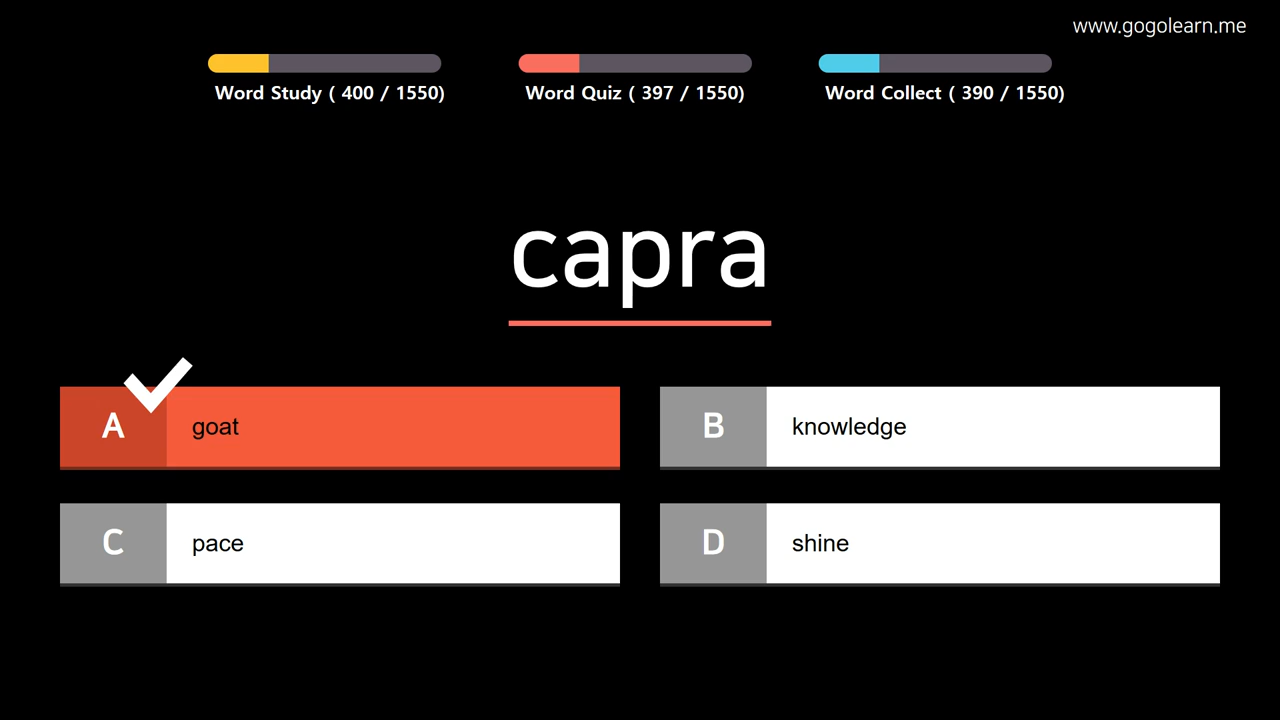 www.gogolearn.me
Word Study ( 400 / 1550)
Word Quiz ( 397 / 1550)
Word Collect ( 390 / 1550)
capra
A goat
B knowledge
C pace
D shine